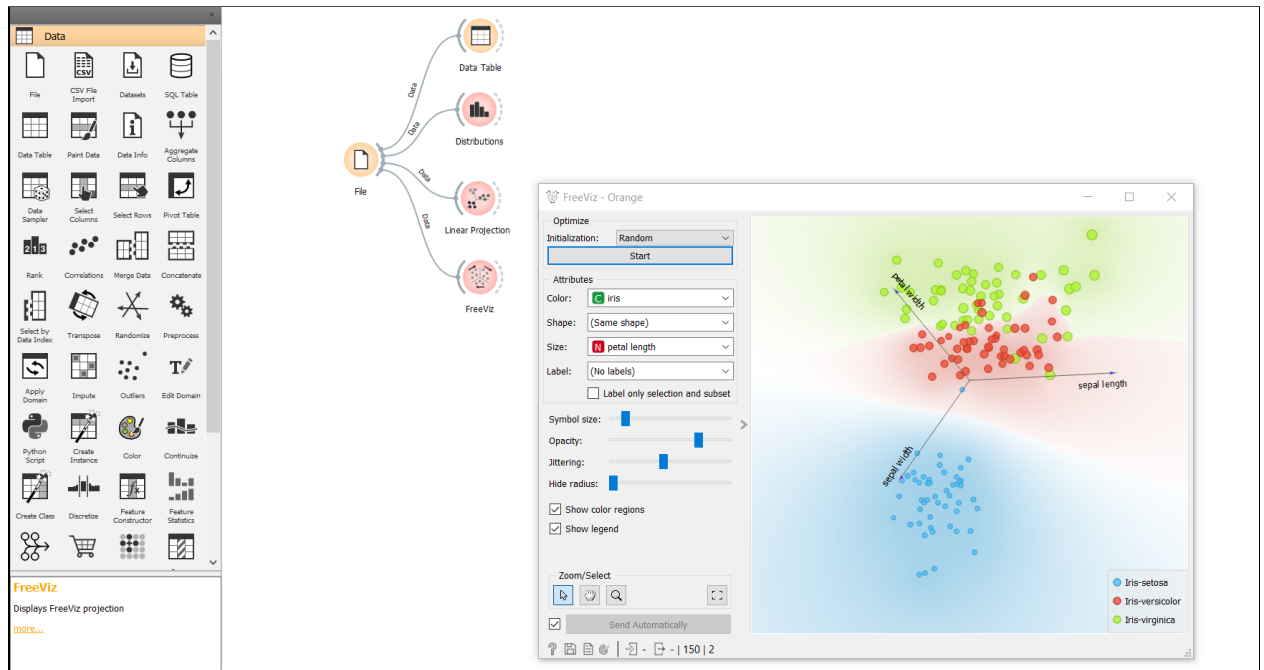 Data
File
CSV File
Import
Datasets
SQL Table
Data Table
Paint Data
Data Info
Aggregate
Columns
Data
Sampler
Select
Columns
Select Rows
Pivot Table
Rank
Correlations
Merge Data
Concatenate
Select by
Data Index
Transpose
Randomize
Preprocess
Apply
Domain
Impute
Outliers
Edit Domain
Python
Script
Create
Instance
Color
Continuize
Create Class
Discretize
Feature
Constructor
Feature
Statistics
FreeViz
Displays FreeViz projection
more...
File
Data
Data
Data
Data
Data Table
Distributions
Linear Projection
FreeViz
FreeViz - Orange
Optimize
Initialization: Random
Start
Attributes
Color: C iris
Shape: (Same shape)
Size: N petal length
Label: (No labels)
Label only selection and subset
Symbol size:
Opacity:
Jittering:
Hide radius:
Show color regions
Show legend
Zoom/Select
Send Automatically
? - - | 150 | 2
petal width
sepal length
sepal width
Iris-setosa
Iris-versicolor
Iris-virginica